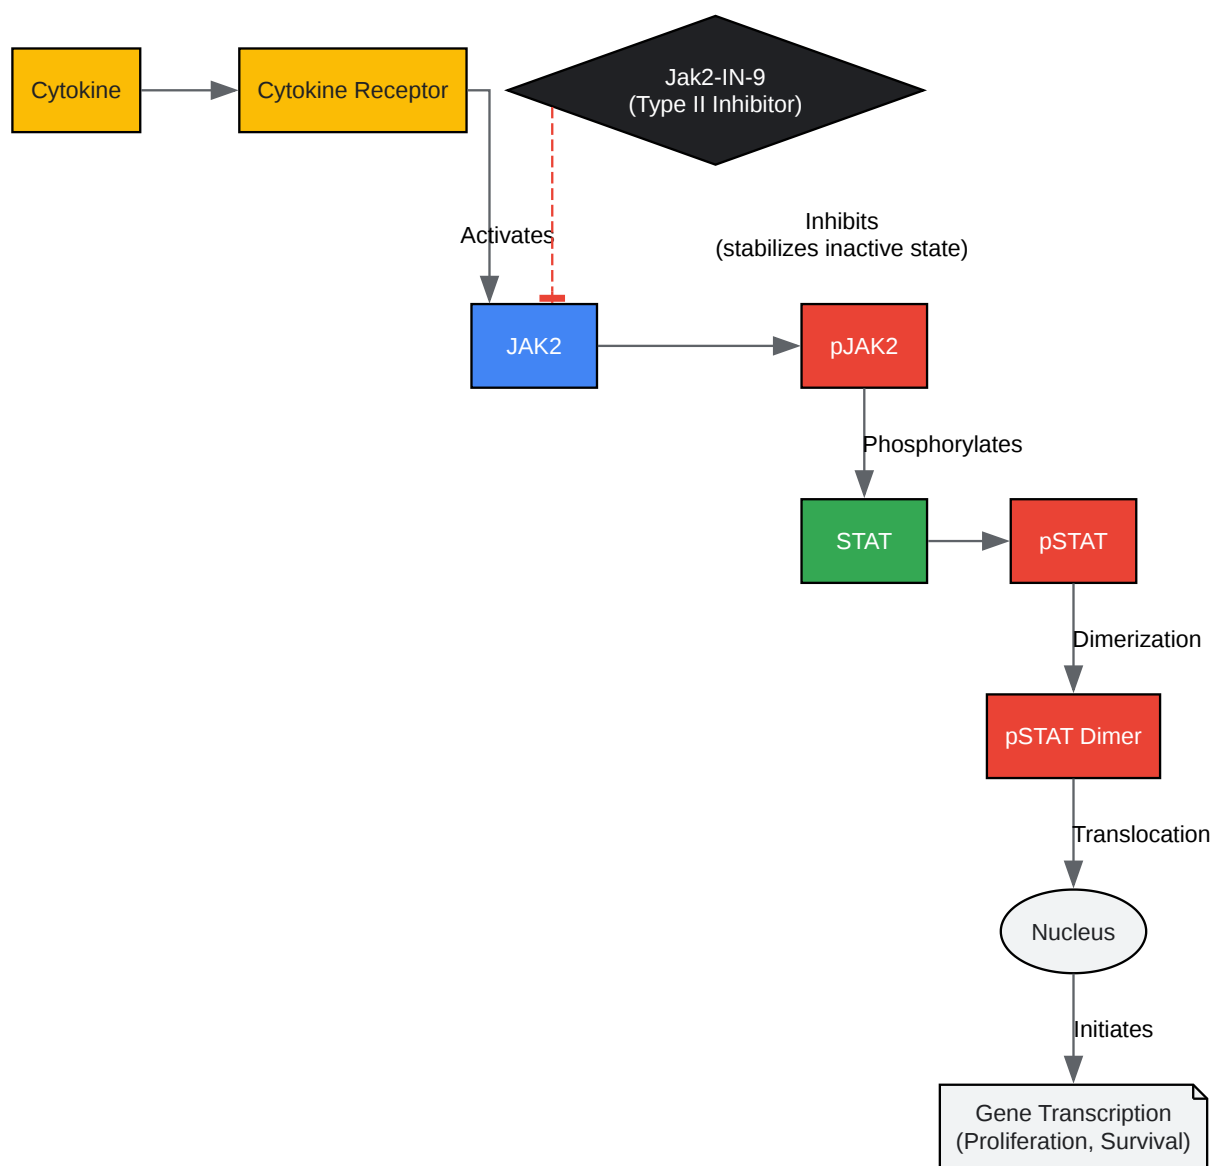 Cytokine
Cytokine Receptor
Jak2-IN-9
(Type II Inhibitor)
Activates
Inhibits
(stabilizes inactive state)
JAK2
pJAK2
Phosphorylates
STAT
pSTAT
Dimerization
pSTAT Dimer
Translocation
Nucleus
Initiates
Gene Transcription
(Proliferation, Survival)